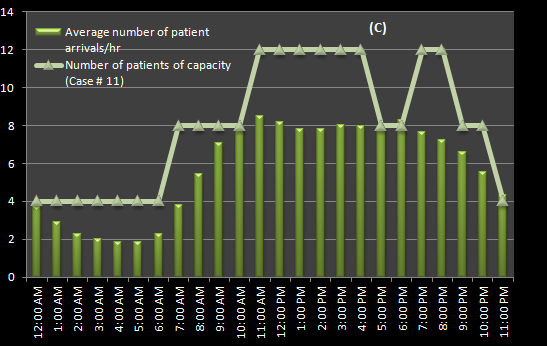 14
12
10
8
6
4
2
0
(C)
Average number of patient
arrivals/hr
Number of patients of capacity
(Case # 11)
12:00 AM
1:00 AM
2:00 AM
3:00 AM
4:00 AM
5:00 AM
6:00 AM
7:00 AM
8:00 AM
9:00 AM
10:00 AM
11:00 AM
12:00 PM
1:00 PM
2:00 PM
3:00 PM
4:00 PM
5:00 PM
6:00 PM
7:00 PM
8:00 PM
9:00 PM
10:00 PM
11:00 PM